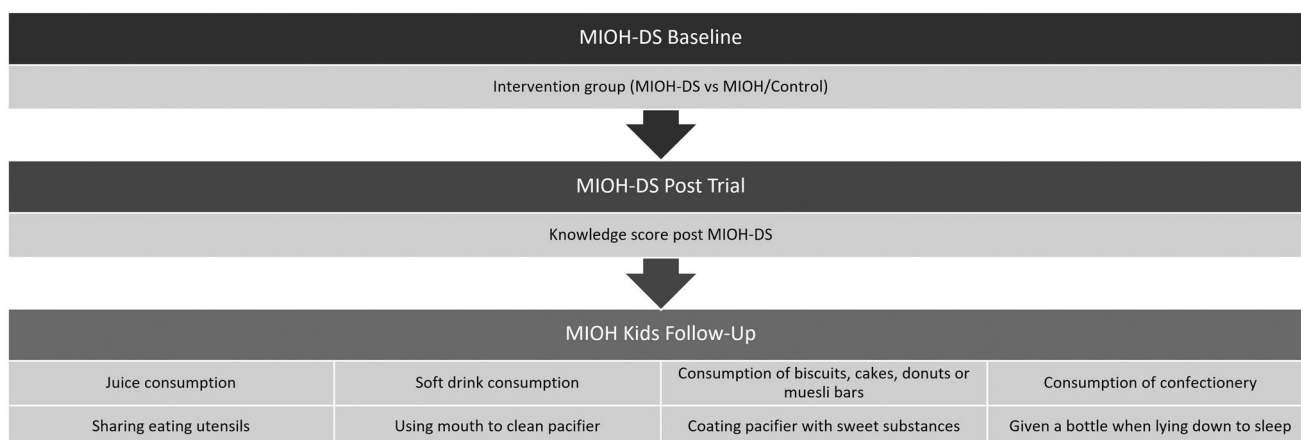 MIOH-DS Baseline
Intervention group (MIOH-DS vs MIOH/Control)
MIOH-DS Post Trial
Knowledge score post MIOH-DS
MIOH Kids Follow-Up
Juice consumption
Soft drink consumption
Consumption of biscuits, cakes, donuts or
muesli bars
Consumption of confectionery
Sharing eating utensils
Using mouth to clean pacifier
Coating pacifier with sweet substances
Given a bottle when lying down to sleep